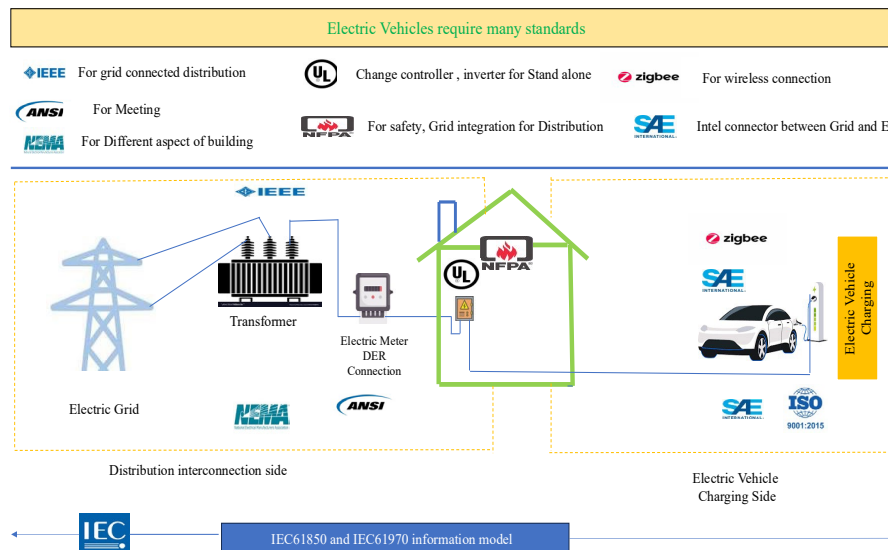 Electric Vehicles require many standards
IEEE For grid connected distribution
UL Change controller , inverter for Stand alone
zigbee For wireless connection
ANSI For Meeting
NFPA For safety, Grid integration for Distribution
SAE INTERNATIONAL. Intel connector between Grid and E
NEMA For Different aspect of building
IEEE
zigbee
NFPA
UL
SAE INTERNATIONAL.
Electric Vehicle
Charging
Transformer
Electric Meter
DER
Connection
Electric Grid
NEMA
ANSI
SAE INTERNATIONAL.
ISO
9001:2015
Distribution interconnection side
Electric Vehicle
Charging Side
IEC
IEC61850 and IEC61970 information model